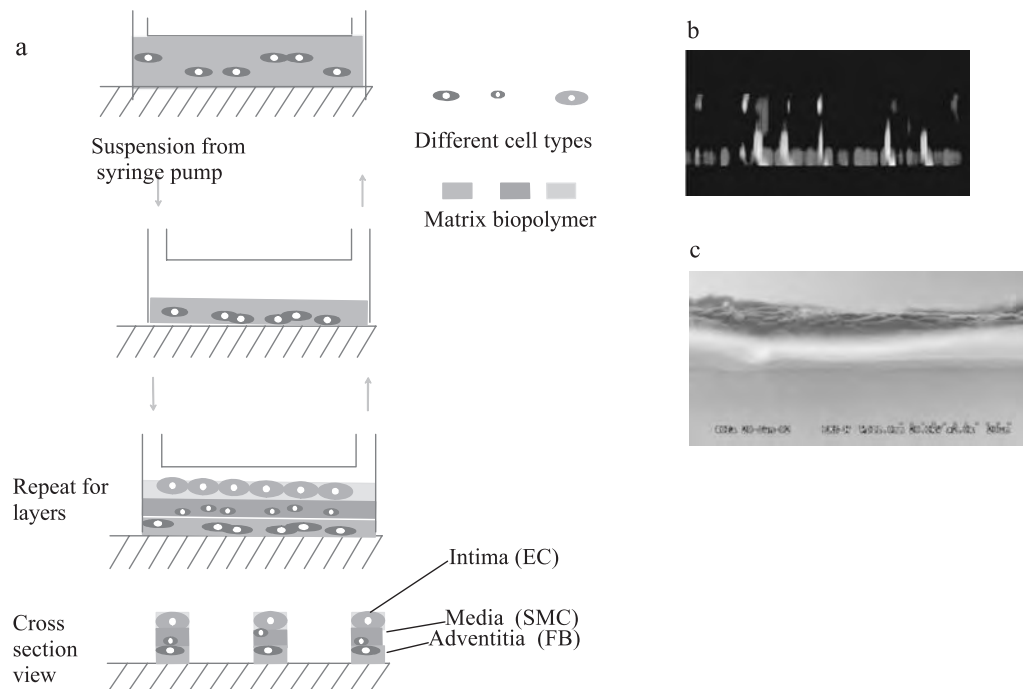 a
b
Different cell types
Suspension from
syringe pump
Matrix biopolymer
c
Repeat for
layers
Intima (EC)
Media (SMC)
Adventitia (FB)
Cross
section
view